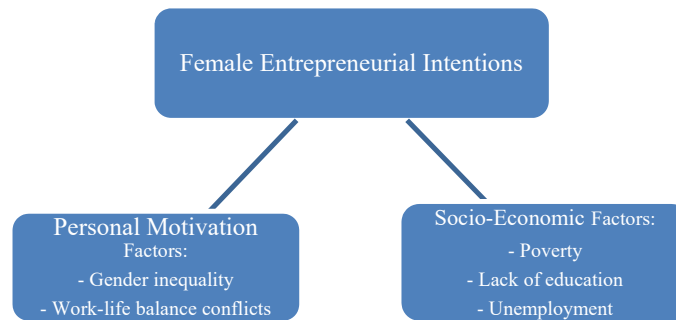 Female Entrepreneurial Intentions
Personal Motivation
Factors:
- Gender inequality
- Work-life balance conflicts
Socio-Economic Factors:
- Poverty
- Lack of education
- Unemployment